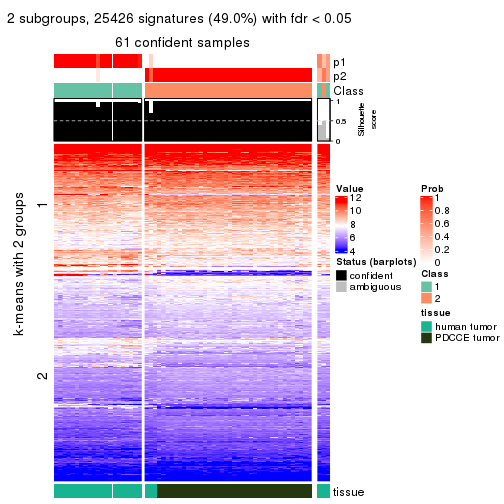 2 subgroups, 25426 signatures (49.0%) with fdr < 0.05
61 confident samples
p1
p2
Class
1
0.5
0
Silhouette
score
k-means with 2 groups
1
2
Value
12
10
8
6
4
Status (barplots)
confident
ambiguous
Prob
1
0.8
0.6
0.4
0.2
0
Class
1
2
tissue
human tumor
PDCCE tumor
tissue